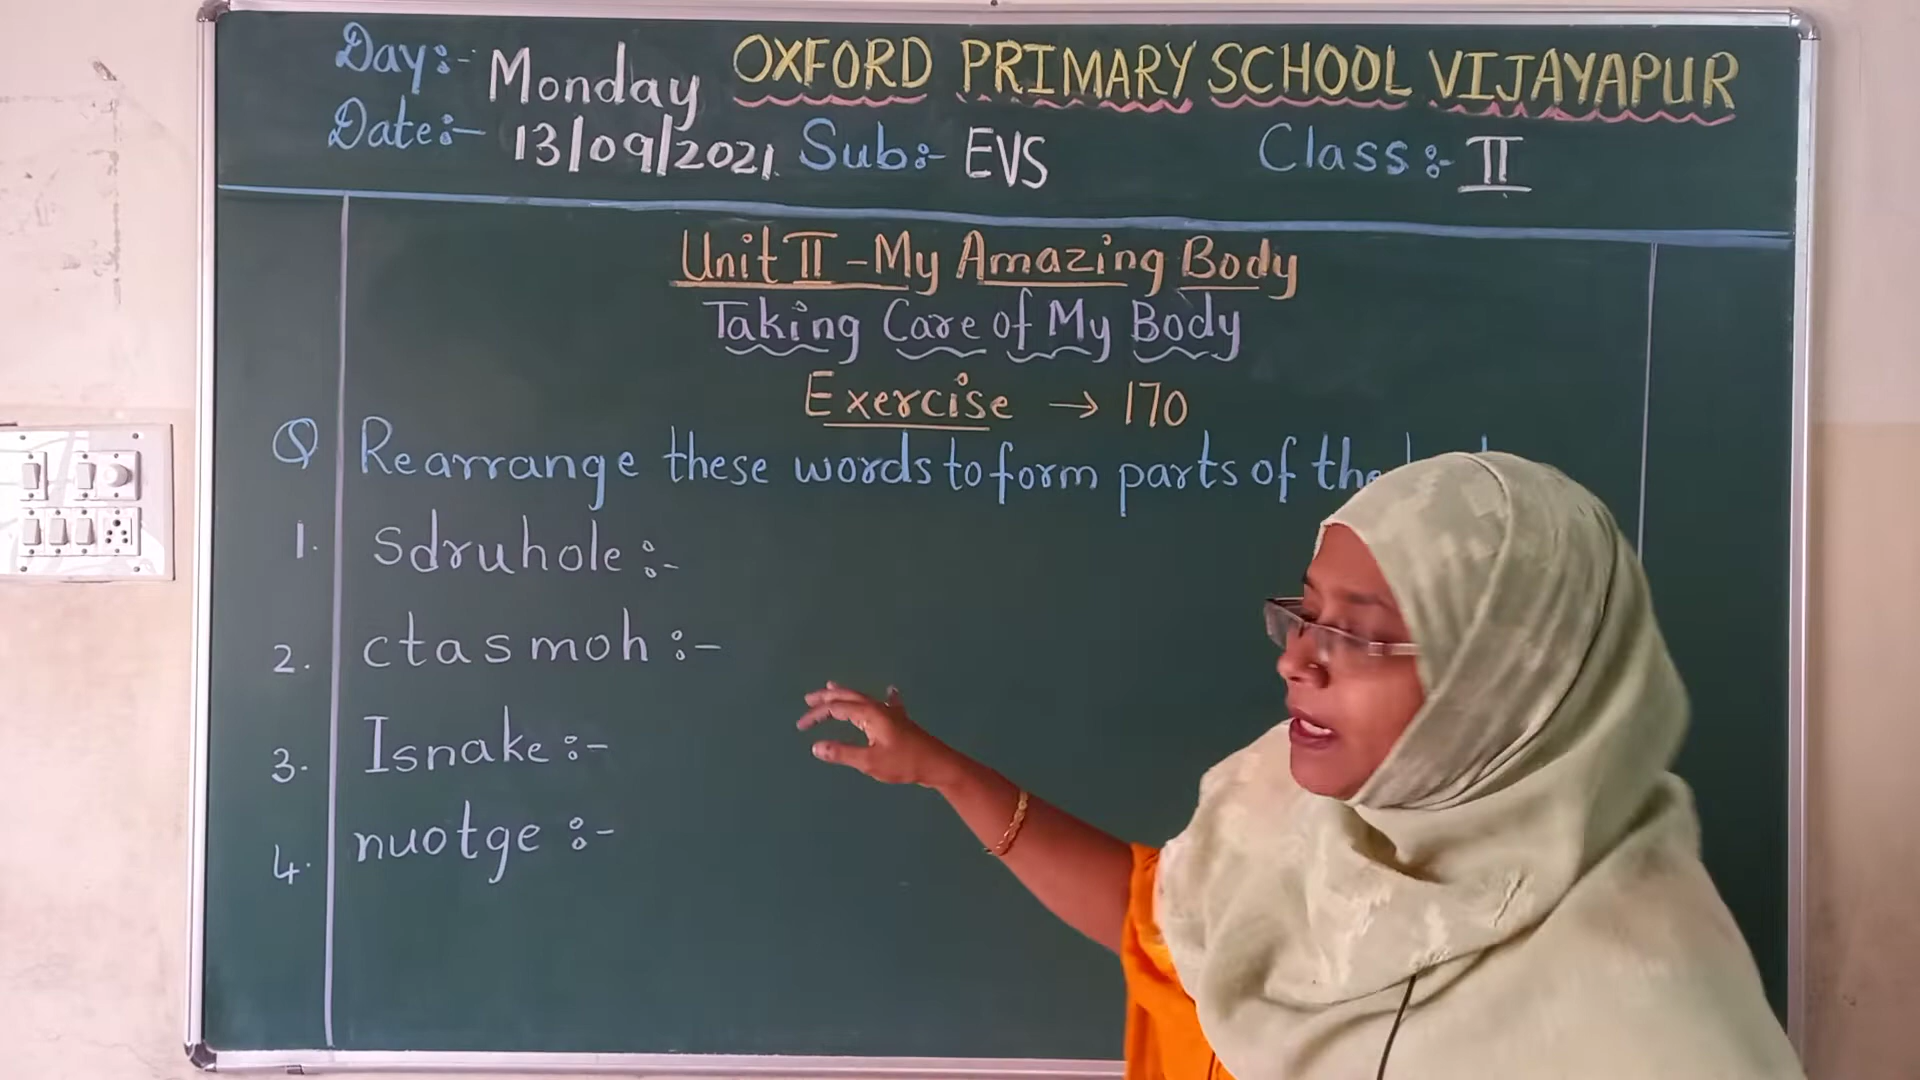 Day:- Monday OXFORD PRIMARY SCHOOL VIJAYAPUR
Date:- 13/09/2021 Sub:- EVS Class:- II
Unit II - My Amazing Body
Taking Care of My Body
Exercise → 170
Q Rearrange these words to form parts of the
1. Sdruhole:-
2. ctasmoh:-
3. Isnake:-
4. nuotge:-